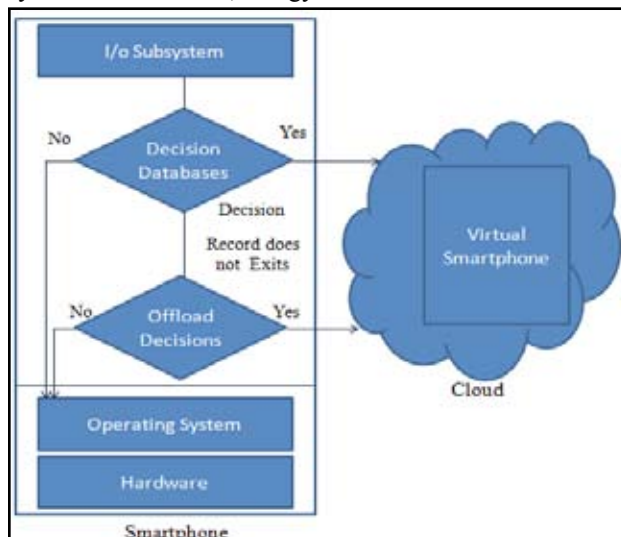 I/o Subsystem
No
Yes
Decision
Databases
Decision
Record does
not Exits
Virtual
Smartphone
No
Yes
Offload
Decisions
Cloud
Operating System
Hardware
Smartphone